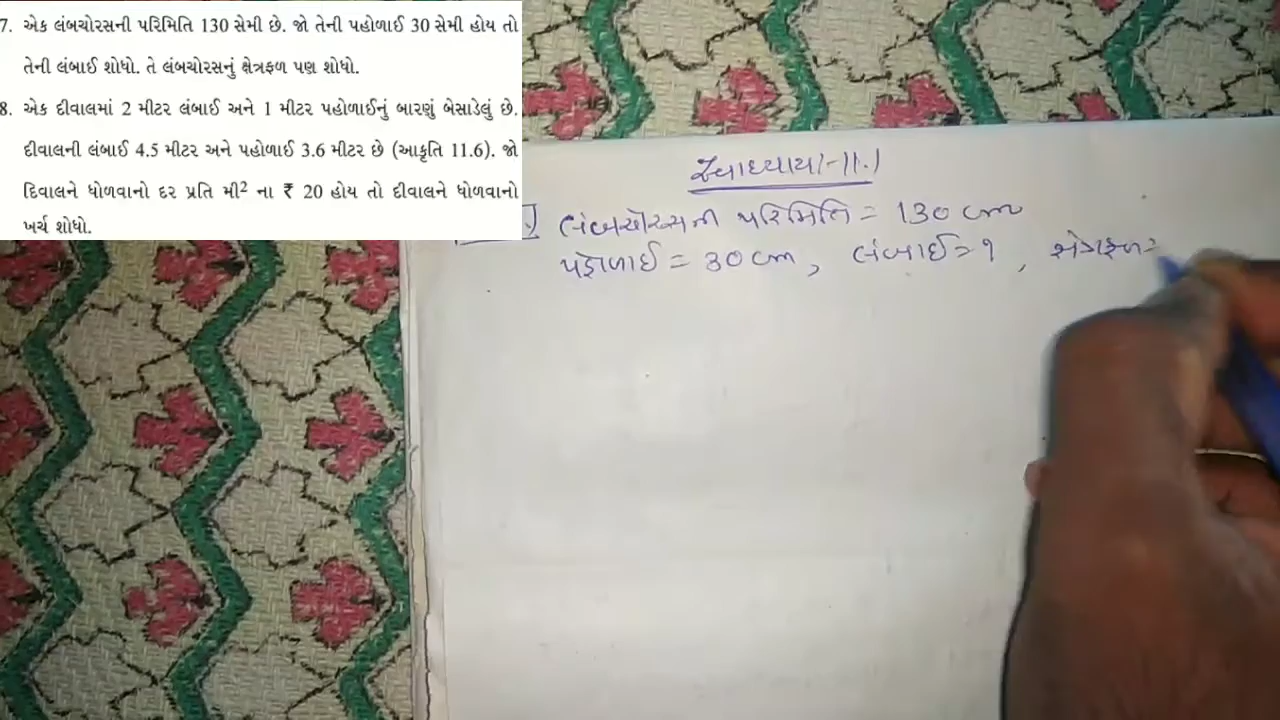 7. એક લંબચોરસની પરિમિતિ 130 સેમી છે. જો તેની પહોળાઈ 30 સેમી હોય તો
તેની લંબાઈ શોધો. તે લંબચોરસનું ક્ષેત્રફળ પણ શોધો.
8. એક દીવાલમાં 2 મીટર લંબાઈ અને 1 મીટર પહોળાઈનું બારણું બેસાડેલું છે.
દીવાલની લંબાઈ 4.5 મીટર અને પહોળાઈ 3.6 મીટર છે (આકૃતિ 11.6). જો
દિવાલને ધોળવાનો દર પ્રતિ મી² ના ₹ 20 હોય તો દીવાલને ધોળવાનો
ખર્ચ શોધો.
સ્વાધ્યાય-11.1
લંબચોરસની પરિમિતિ = 130 cm
પહોળાઈ = 30 cm, લંબાઈ = ?, ક્ષેત્રફળ =